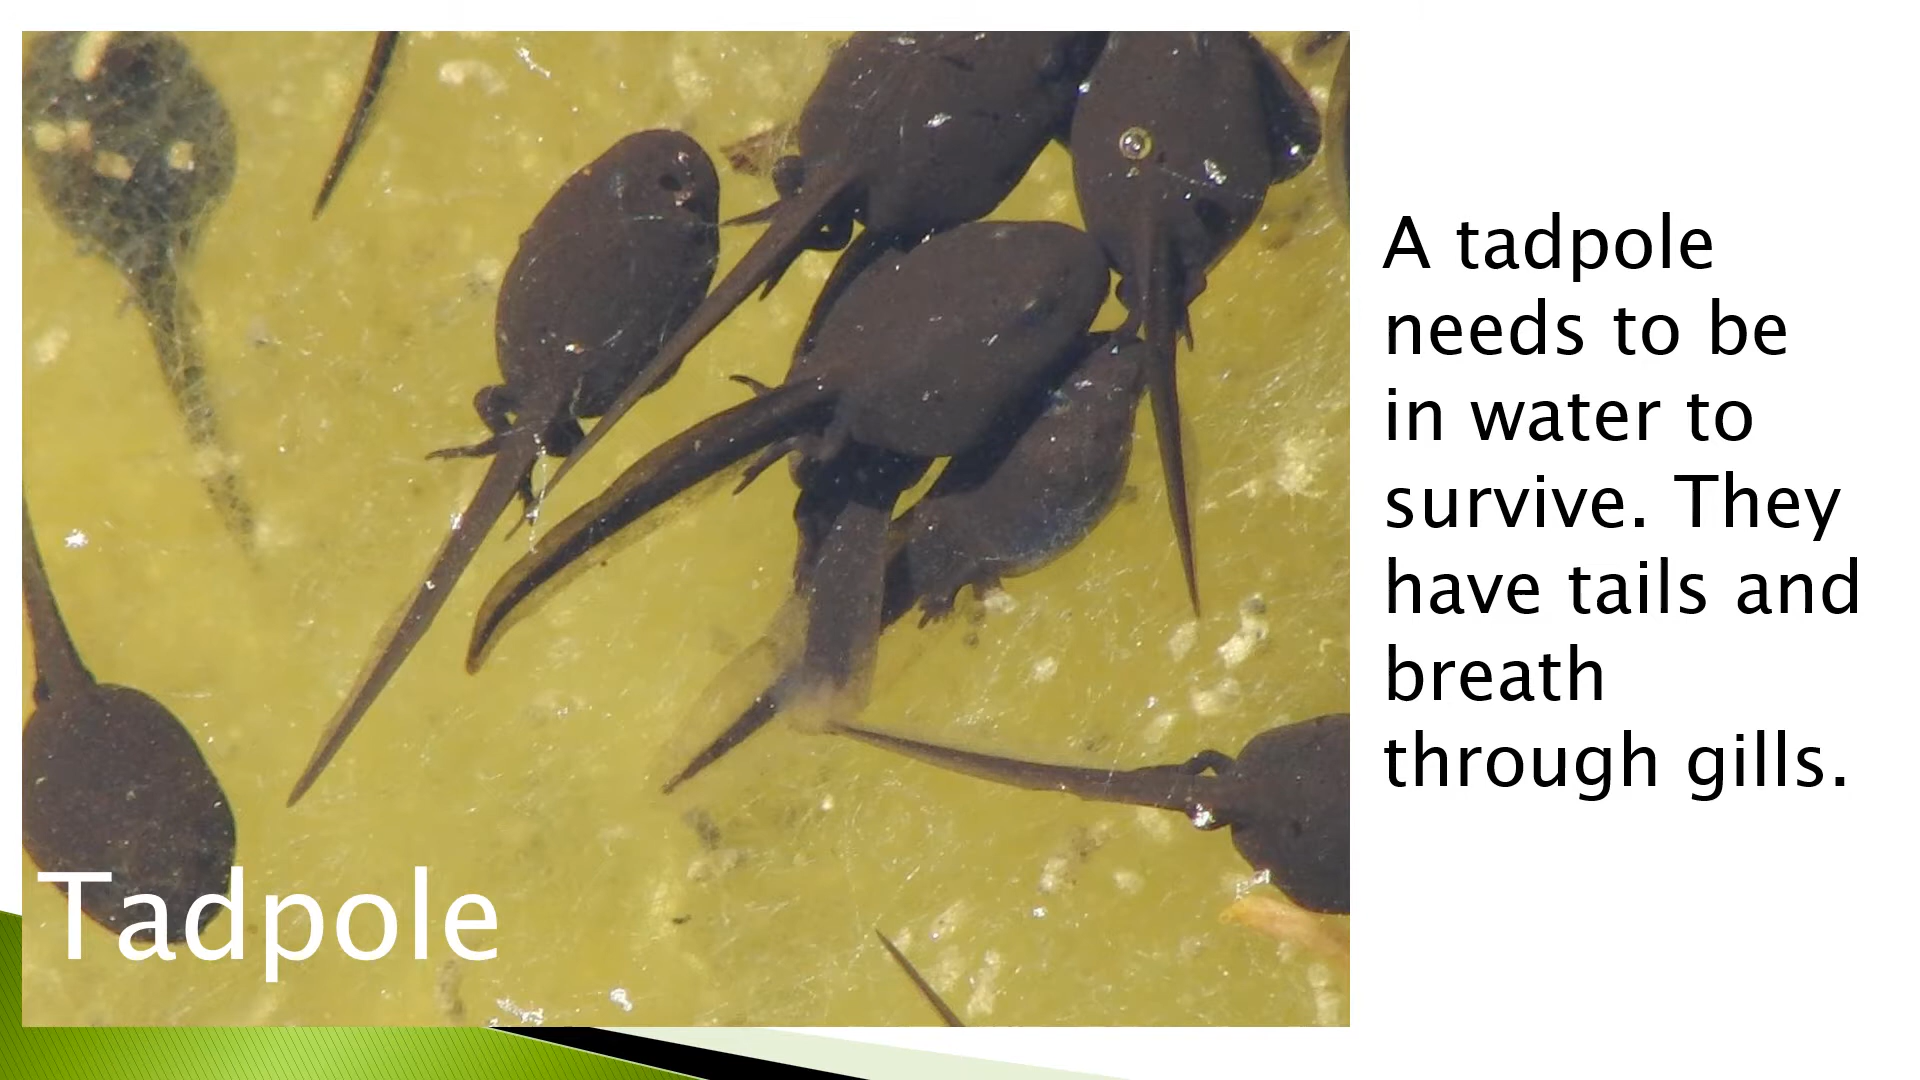 Tadpole
A tadpole
needs to be
in water to
survive. They
have tails and
breath
through gills.